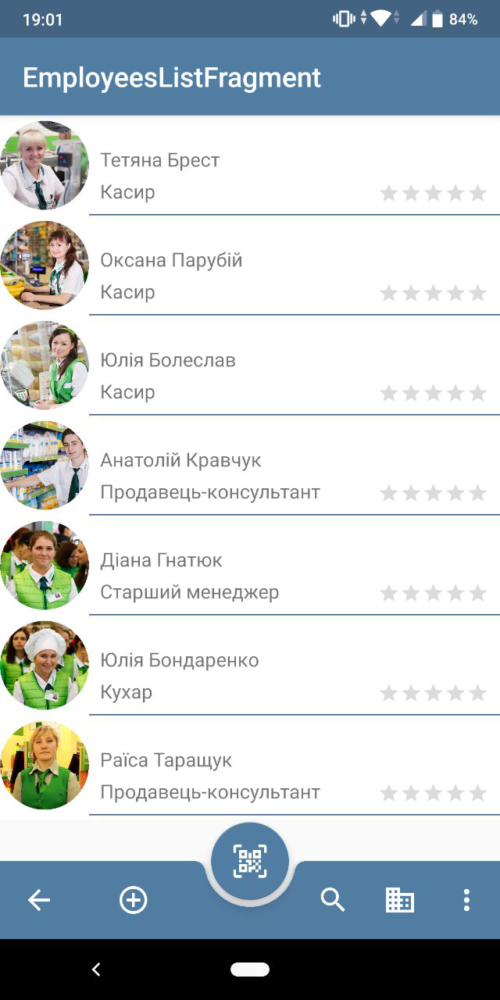 19:01
84%
EmployeesListFragment
Тетяна Брест
Касир
Оксана Парубій
Касир
Юлія Болеслав
Касир
Анатолій Кравчук
Продавець-консультант
Діана Гнатюк
Старший менеджер
Юлія Бондаренко
Кухар
Раїса Таращук
Продавець-консультант